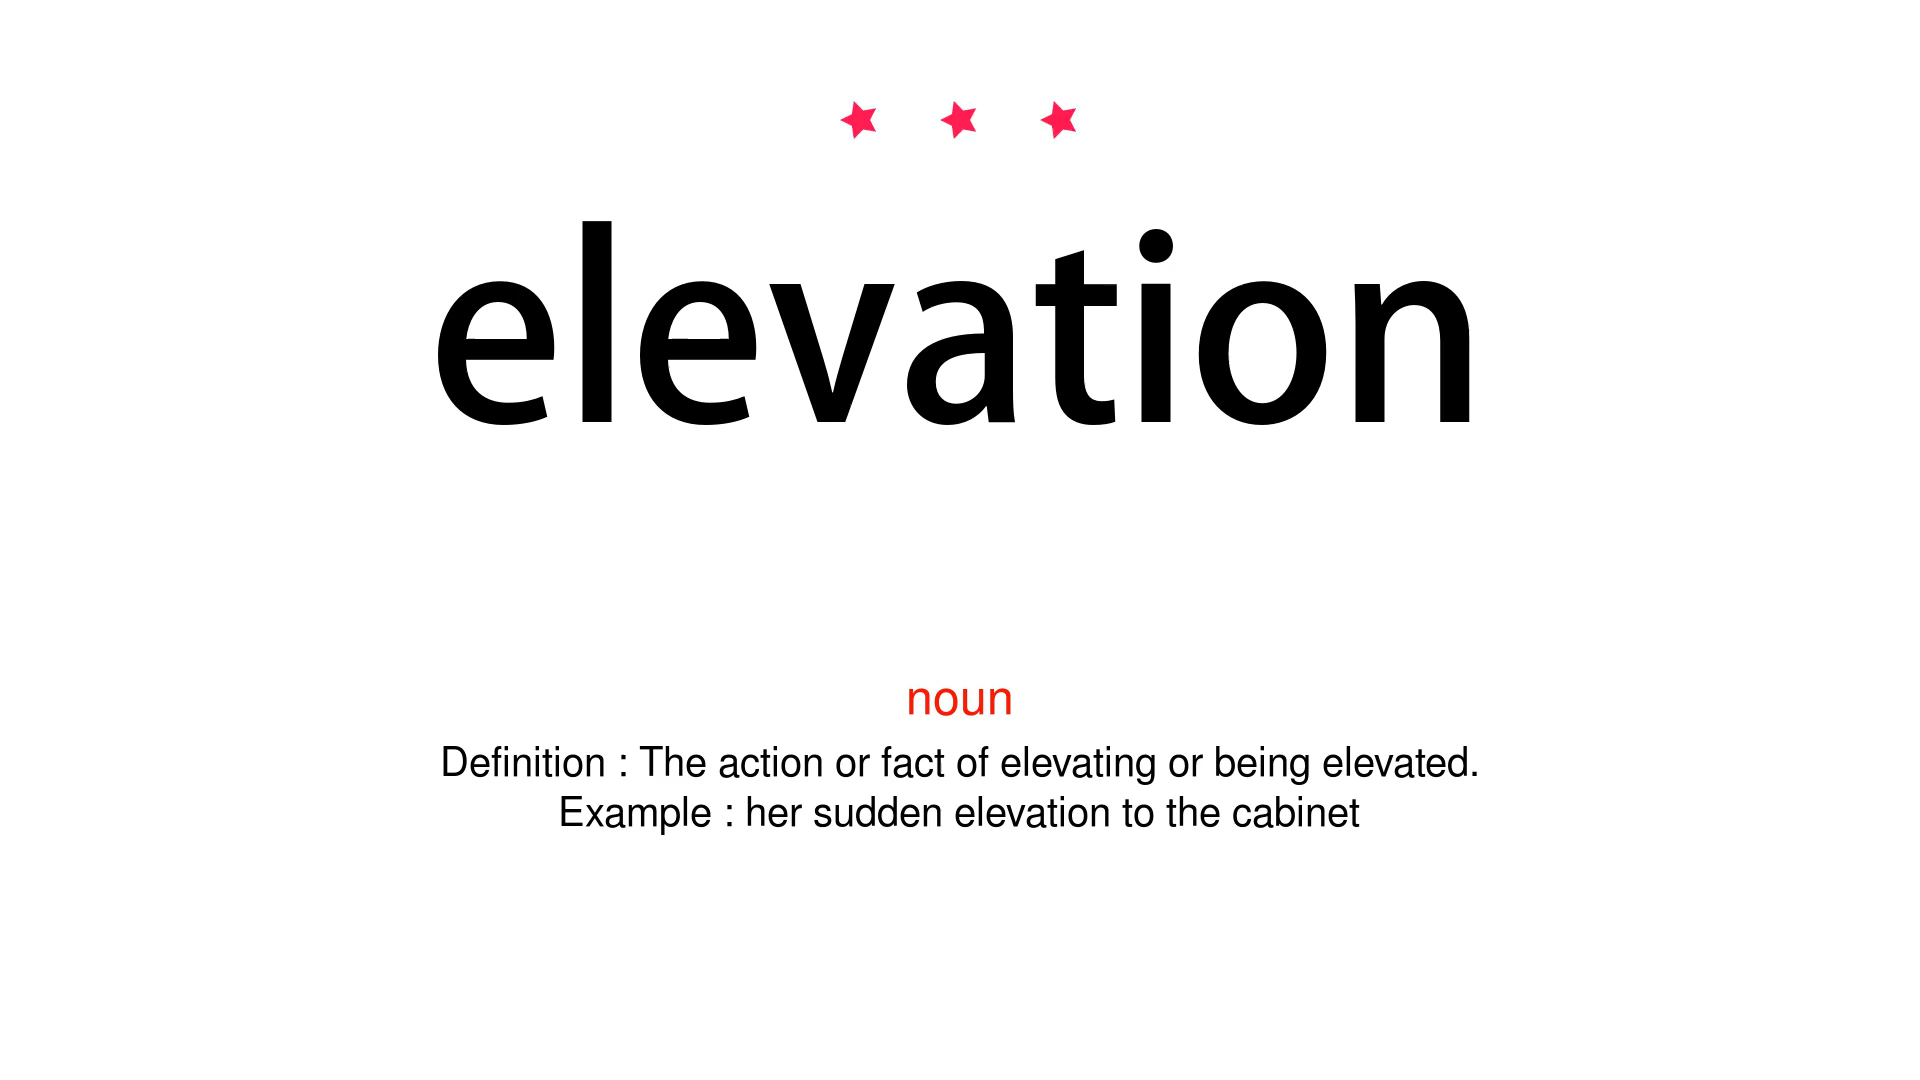 elevation
noun
Definition : The action or fact of elevating or being elevated.
Example : her sudden elevation to the cabinet